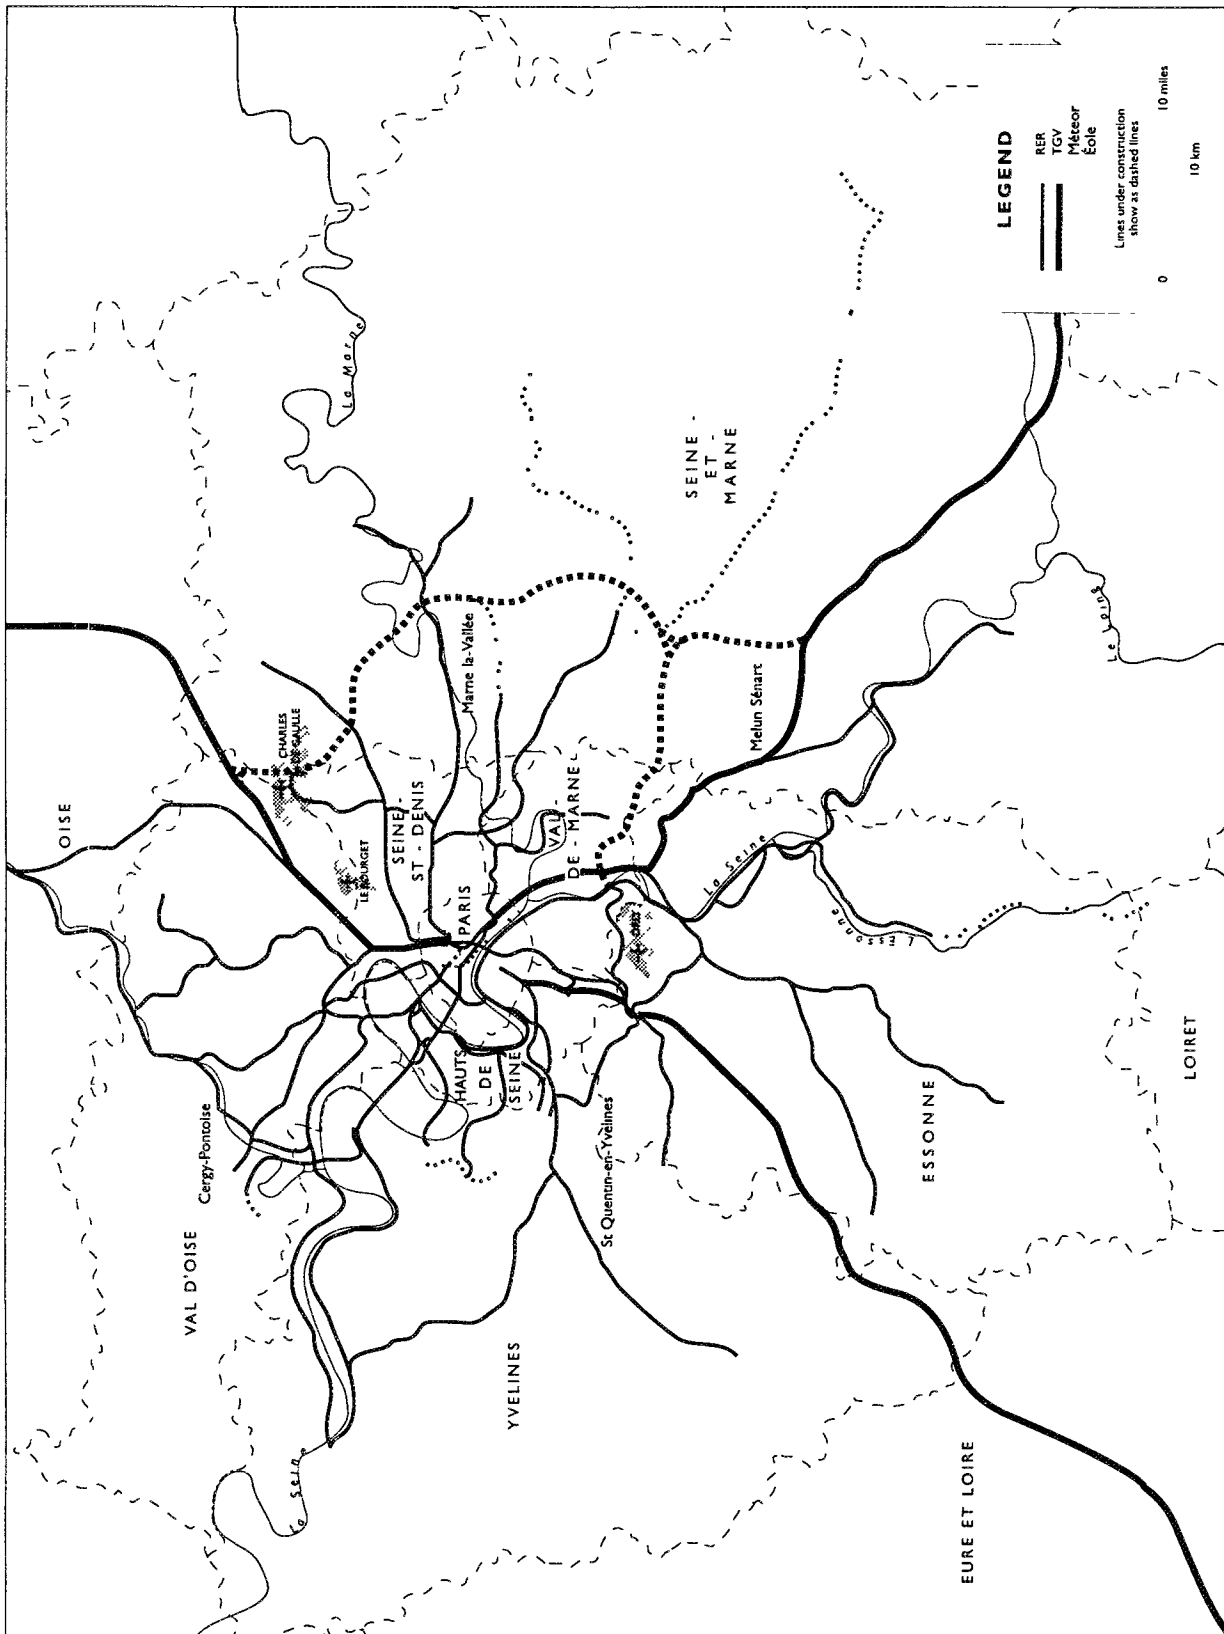 OISE
CHARLES
DE GAULLE
LE BOURGET
La Marne
Cergy-Pontoise
VAL D'OISE
La Seine
SEINE-
ST-DENIS
Marne la-Vallée
PARIS
HAUTS
DE
SEINE
VAL-
DE-MARNE
SEINE-
ET-
MARNE
YVELINES
St Quentin-en-Yvelines
ORLY
Melun Sénart
La Seine
L'Essonne
Le Loing
ESSONNE
EURE ET LOIRE
LOIRET
LEGEND
RER
TGV
Méteor
Éole
Lines under construction
show as dashed lines
0
10 miles
10 km